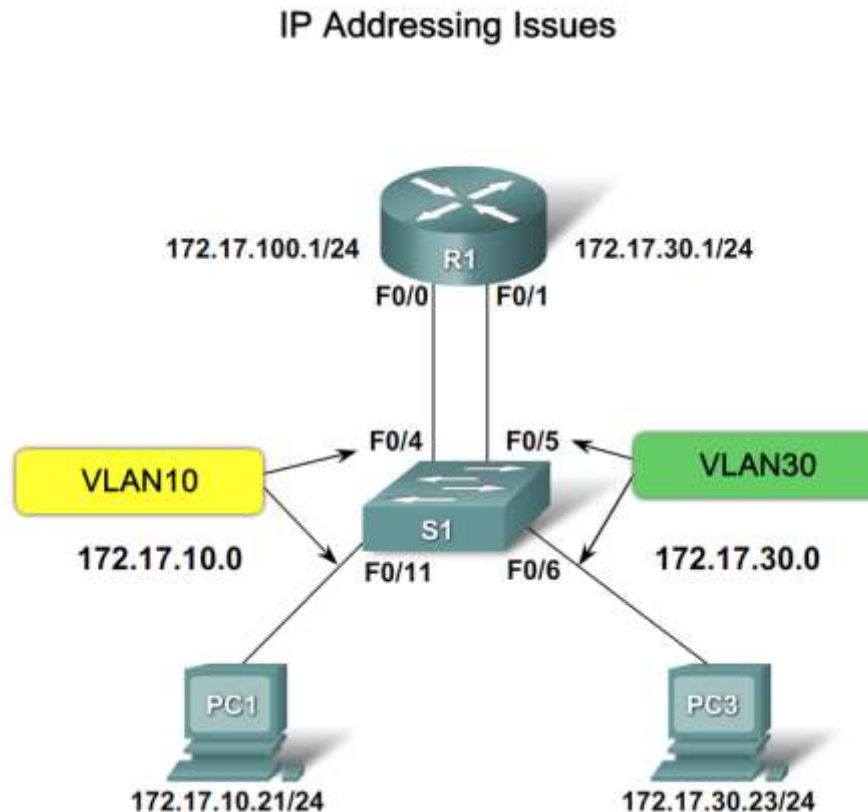 IP Addressing Issues
172.17.100.1/24
R1
172.17.30.1/24
F0/0
F0/1
F0/4
F0/5
VLAN10
VLAN30
S1
172.17.10.0
172.17.30.0
F0/11
F0/6
PC1
PC3
172.17.10.21/24
172.17.30.23/24